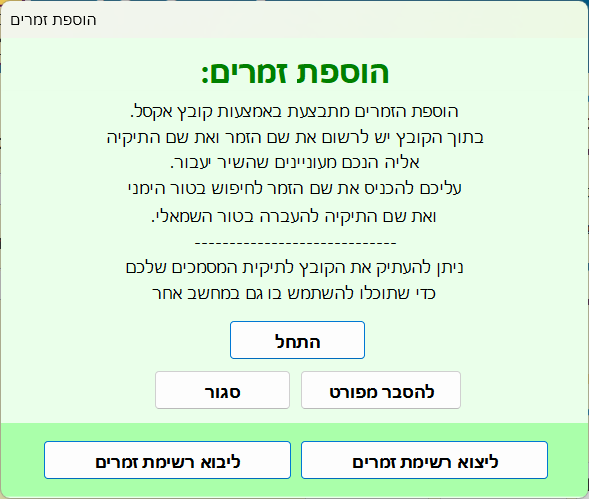 הוספת זמרים
הוספת זמרים:
הוספת הזמרים מתבצעת באמצעות קובץ אקסל.
בתוך הקובץ יש לרשום את שם הזמר ואת שם התיקיה
אליה הנכם מעוניינים שהשיר יעבור.
עליכם להכניס את שם הזמר לחיפוש בטור הימני
ואת שם התיקיה להעברה בטור השמאלי.
-----------------------------
ניתן להעתיק את הקובץ לתיקית המסמכים שלכם
כדי שתוכלו להשתמש בו גם במחשב אחר
התחל
להסבר מפורט
סגור
ליצוא רשימת זמרים
ליבוא רשימת זמרים